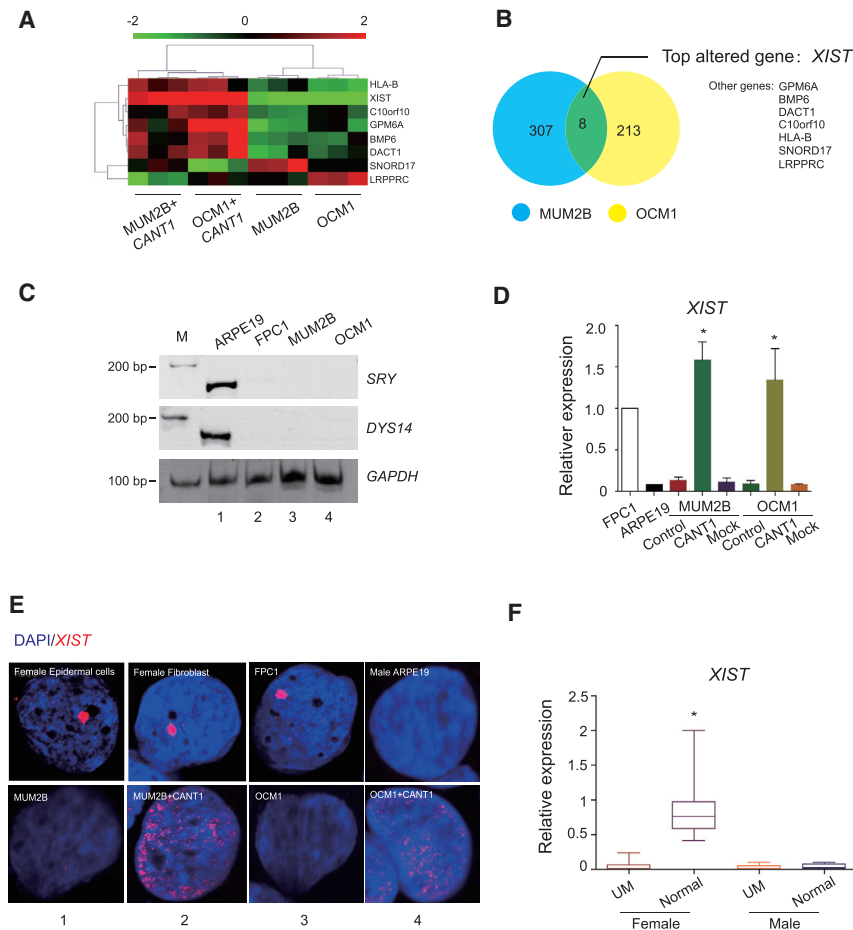 A
-2 0 2
HLA-B
XIST
C10orf10
GPM6A
BMP6
DACT1
SNORD17
LRPPRC
MUM2B+
CANT1
OCM1+
CANT1
MUM2B
OCM1
B
Top altered gene: XIST
Other genes: GPM6A
BMP6
DACT1
C10orf10
HLA-B
SNORD17
LRPPRC
307 8 213
MUM2B OCM1
C
M ARPE19 FPC1 MUM2B OCM1
200 bp
SRY
200 bp
DYS14
100 bp
GAPDH
1 2 3 4
D
XIST
Relativer expression
2.0
1.5
1.0
0.5
0
* *
FPC1 ARPE19 Control CANT1 Mock Control CANT1 Mock
MUM2B OCM1
E
DAPI/XIST
Female Epidermal cells Female Fibroblast FPC1 Male ARPE19
MUM2B MUM2B+CANT1 OCM1 OCM1+CANT1
1 2 3 4
F
XIST
Relative expression
2.5
2
1.5
1
0.5
0
*
UM Normal UM Normal
Female Male